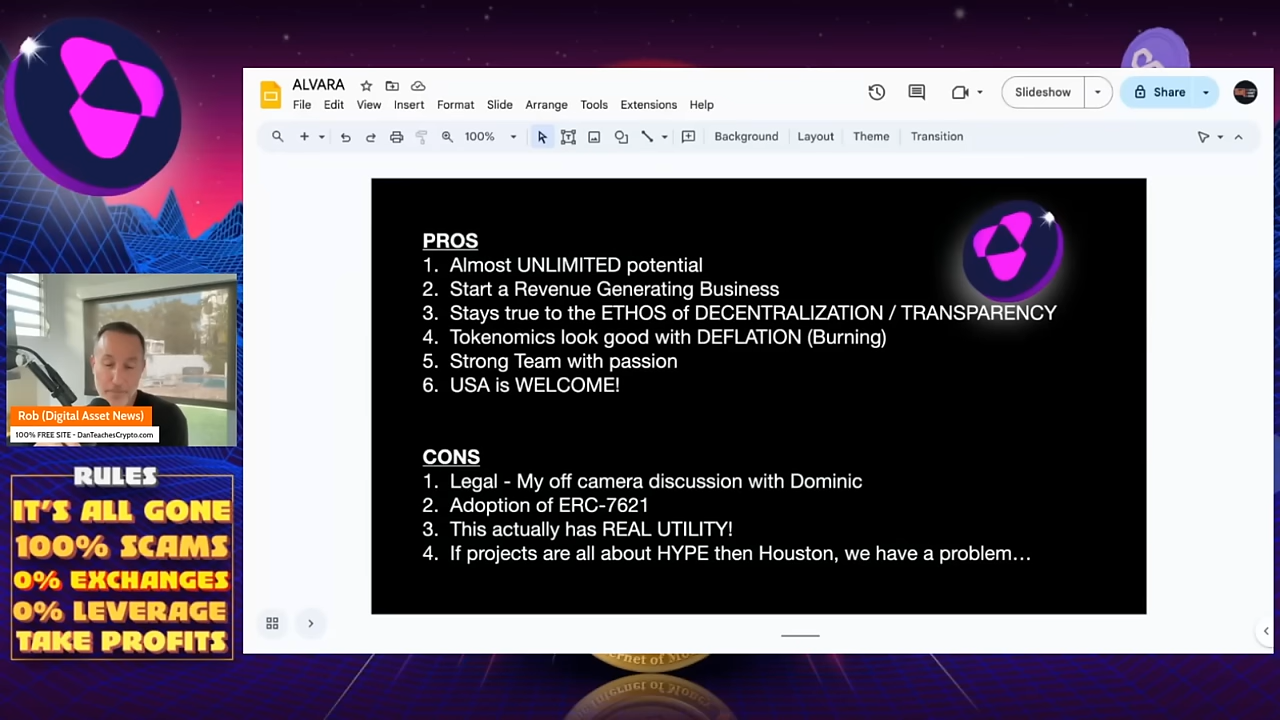 ALVARA
File Edit View Insert Format Slide Arrange Tools Extensions Help
Slideshow
Share
100%
Background Layout Theme Transition
PROS
1. Almost UNLIMITED potential
2. Start a Revenue Generating Business
3. Stays true to the ETHOS of DECENTRALIZATION / TRANSPARENCY
4. Tokenomics look good with DEFLATION (Burning)
5. Strong Team with passion
6. USA is WELCOME!
CONS
1. Legal - My off camera discussion with Dominic
2. Adoption of ERC-7621
3. This actually has REAL UTILITY!
4. If projects are all about HYPE then Houston, we have a problem…
Rob (Digital Asset News)
100% FREE SITE - DanTeachesCrypto.com
RULES
IT'S ALL GONE
100% SCAMS
0% EXCHANGES
0% LEVERAGE
TAKE PROFITS